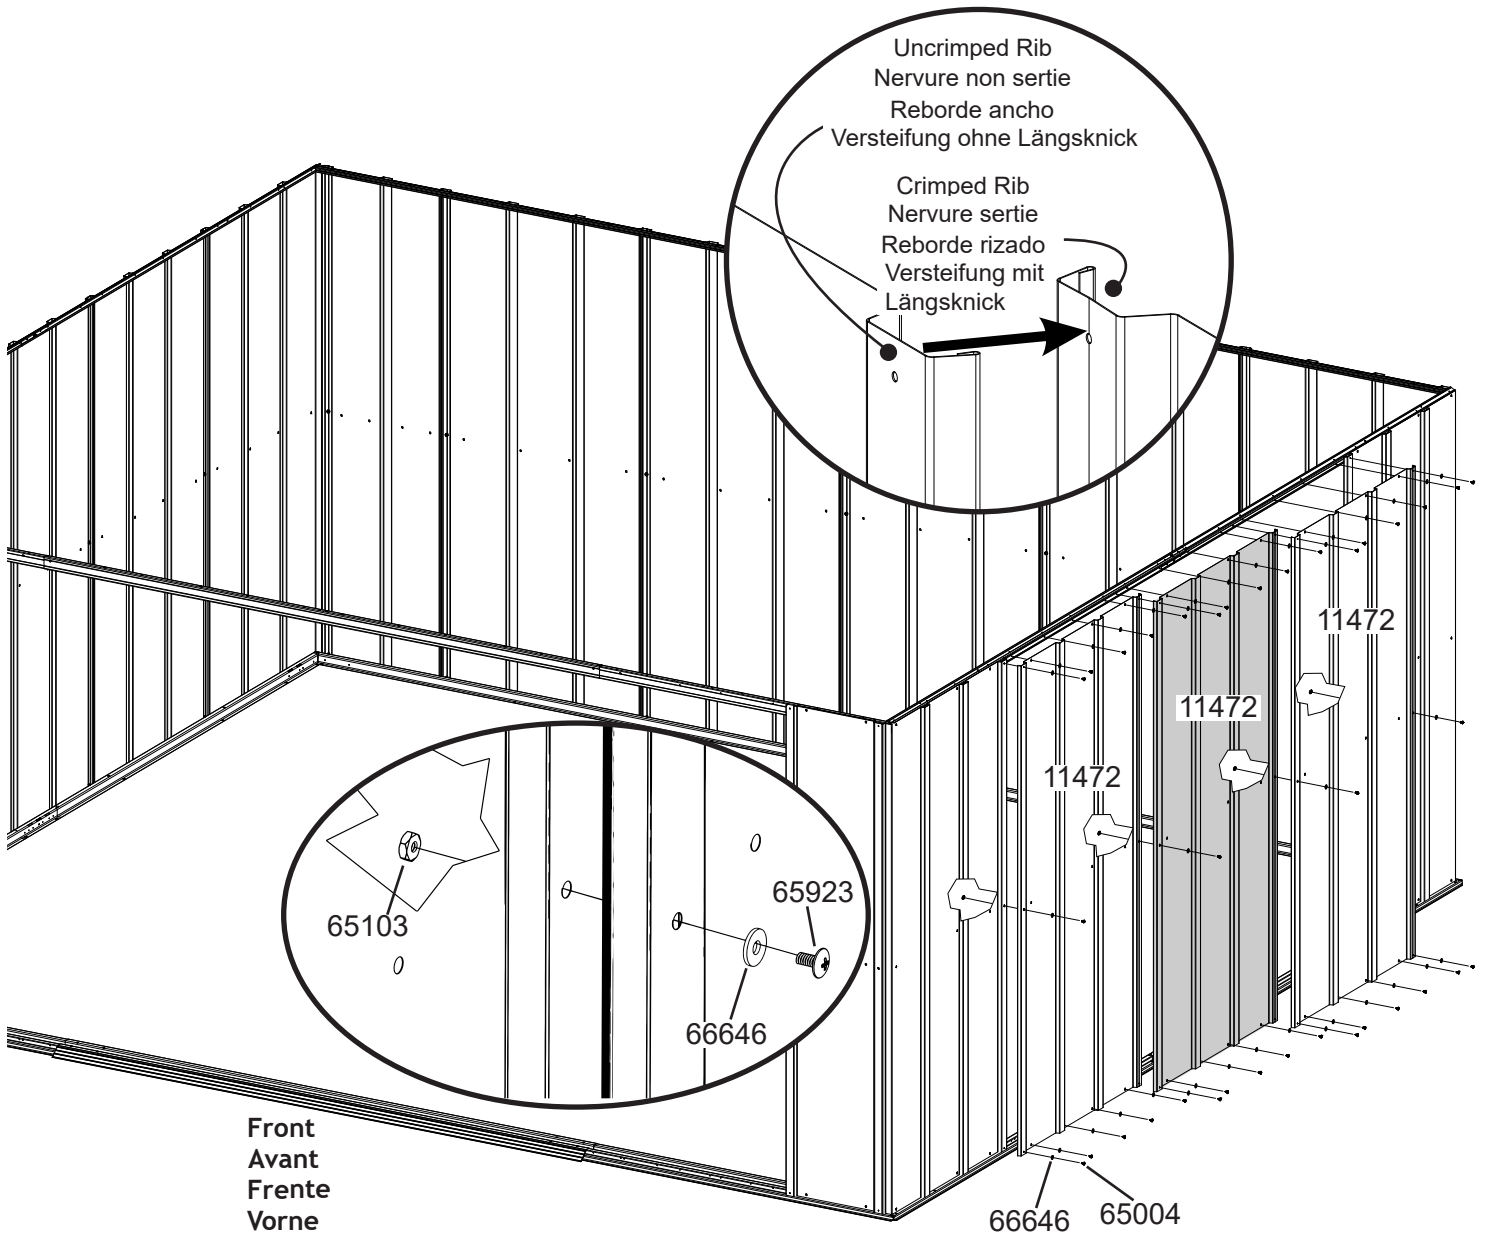 Uncrimped Rib
Nervure non sertie
Reborde ancho
Versteifung ohne Längsknick
Crimped Rib
Nervure sertie
Reborde rizado
Versteifung mit
Längsknick
11472
11472
11472
65103
65923
66646
Front
Avant
Frente
Vorne
66646
65004